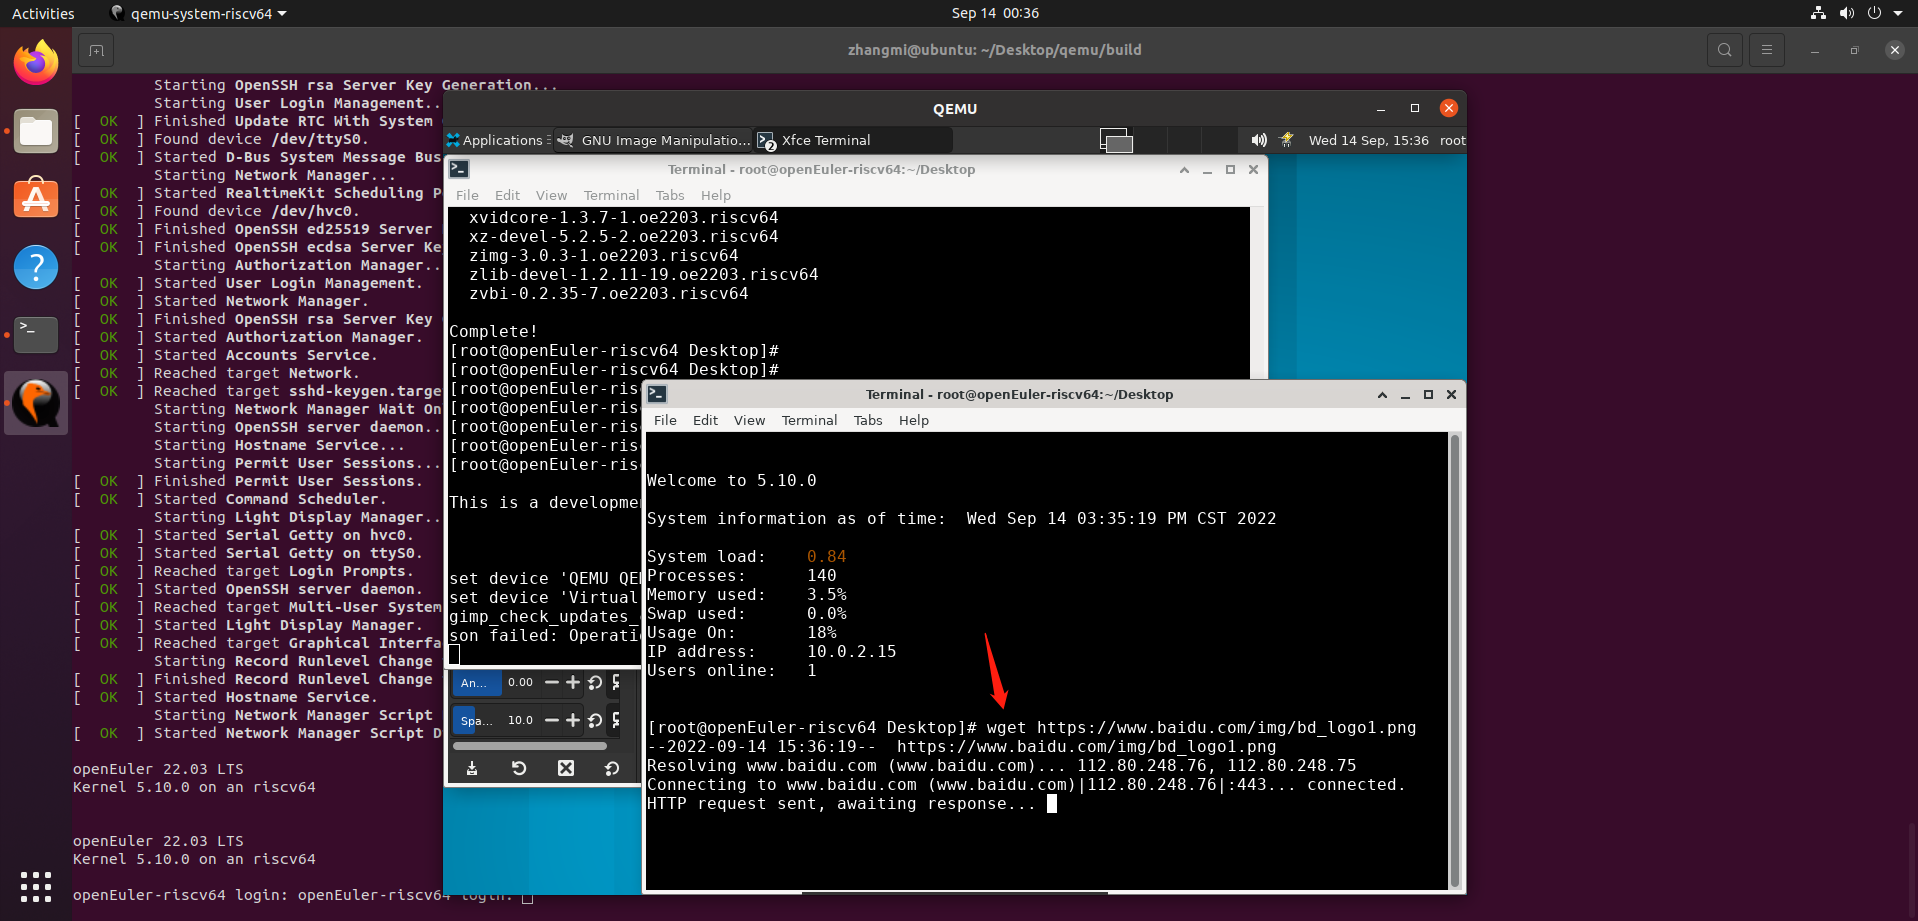 Activities
qemu-system-riscv64
Sep 14 00:36
zhangmi@ubuntu: ~/Desktop/qemu/build
Starting OpenSSH rsa Server Key Generation...
Starting User Login Management..
[ OK ] Finished Update RTC With System
[ OK ] Found device /dev/ttyS0.
[ OK ] Started D-Bus System Message Bus
Starting Network Manager...
[ OK ] Started RealtimeKit Scheduling
[ OK ] Found device /dev/hvc0.
[ OK ] Finished OpenSSH ed25519 Server
[ OK ] Finished OpenSSH ecdsa Server Ke
Starting Authorization Manager..
[ OK ] Started User Login Management.
[ OK ] Started Network Manager.
[ OK ] Finished OpenSSH rsa Server Key
[ OK ] Started Authorization Manager.
[ OK ] Started Accounts Service.
[ OK ] Reached target Network.
[ OK ] Reached target sshd-keygen.targe
Starting Network Manager Wait On
Starting OpenSSH server daemon..
Starting Hostname Service...
Starting Permit User Sessions...
[ OK ] Finished Permit User Sessions.
[ OK ] Started Command Scheduler.
Starting Light Display Manager..
[ OK ] Started Serial Getty on hvc0.
[ OK ] Started Serial Getty on ttyS0.
[ OK ] Reached target Login Prompts.
[ OK ] Started OpenSSH server daemon.
[ OK ] Reached target Multi-User System
[ OK ] Started Light Display Manager.
[ OK ] Reached target Graphical Interfa
Starting Record Runlevel Change
[ OK ] Finished Record Runlevel Change
[ OK ] Started Hostname Service.
Starting Network Manager Script
[ OK ] Started Network Manager Script D
openEuler 22.03 LTS
Kernel 5.10.0 on an riscv64
openEuler 22.03 LTS
Kernel 5.10.0 on an riscv64
openEuler-riscv64 login: openEuler-riscv64 login:
QEMU
Applications
GNU Image Manipulatio...
2
Xfce Terminal
Wed 14 Sep, 15:36
root
Terminal - root@openEuler-riscv64:~/Desktop
File Edit View Terminal Tabs Help
xvidcore-1.3.7-1.oe2203.riscv64
xz-devel-5.2.5-2.oe2203.riscv64
zimg-3.0.3-1.oe2203.riscv64
zlib-devel-1.2.11-19.oe2203.riscv64
zvbi-0.2.35-7.oe2203.riscv64
Complete!
[root@openEuler-riscv64 Desktop]#
[root@openEuler-riscv64 Desktop]#
[root@openEuler-risc
[root@openEuler-risc
[root@openEuler-risc
[root@openEuler-risc
[root@openEuler-risc
This is a developmen
set device 'QEMU QEM
set device 'Virtual
gimp_check_updates_
son failed: Operatio
An... 0.00
Spa... 10.0
Terminal - root@openEuler-riscv64:~/Desktop
File Edit View Terminal Tabs Help
Welcome to 5.10.0
System information as of time: Wed Sep 14 03:35:19 PM CST 2022
System load: 0.84
Processes: 140
Memory used: 3.5%
Swap used: 0.0%
Usage On: 18%
IP address: 10.0.2.15
Users online: 1
[root@openEuler-riscv64 Desktop]# wget https://www.baidu.com/img/bd_logo1.png
--2022-09-14 15:36:19-- https://www.baidu.com/img/bd_logo1.png
Resolving www.baidu.com (www.baidu.com)... 112.80.248.76, 112.80.248.75
Connecting to www.baidu.com (www.baidu.com)|112.80.248.76|:443... connected.
HTTP request sent, awaiting response...